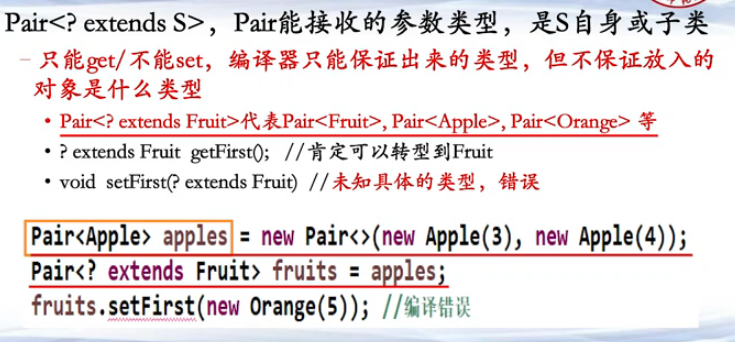 Pair<? extends S>，Pair能接收的参数类型，是S自身或子类
– 只能get/不能set，编译器只能保证出来的类型，但不保证放入的
对象是什么类型
• Pair<? extends Fruit>代表Pair<Fruit>, Pair<Apple>, Pair<Orange> 等
• ? extends Fruit getFirst(); //肯定可以转型到Fruit
• void setFirst(? extends Fruit) //未知具体的类型，错误
Pair<Apple> apples = new Pair<>(new Apple(3), new Apple(4));
Pair<? extends Fruit> fruits = apples;
fruits.setFirst(new Orange(5)); //编译错误